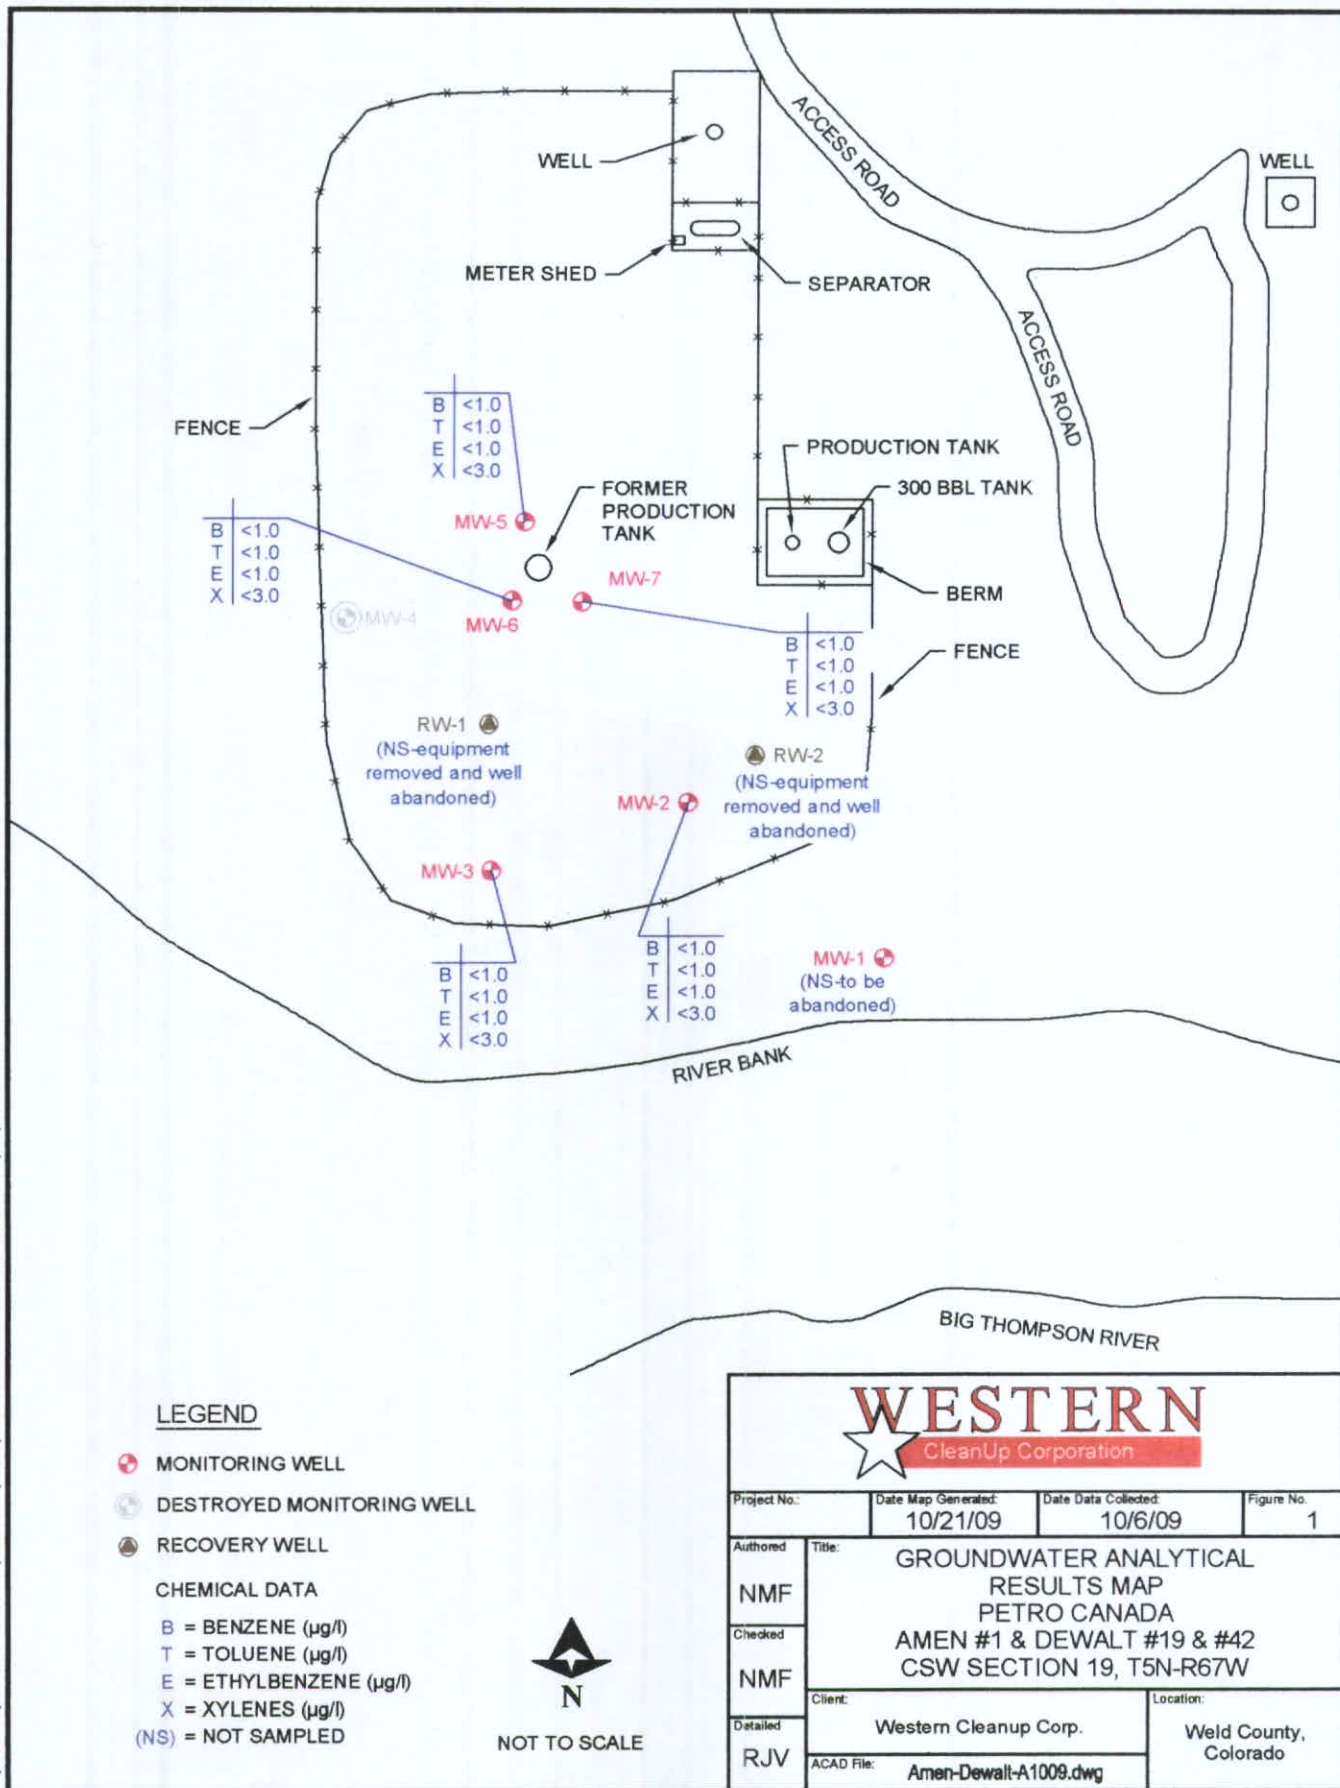 ACCESS ROAD
WELL
WELL
METER SHED
SEPARATOR
ACCESS ROAD
FENCE
B <1.0
T <1.0
E <1.0
X <3.0
PRODUCTION TANK
300 BBL TANK
FORMER
PRODUCTION
TANK
MW-5
B <1.0
T <1.0
E <1.0
X <3.0
MW-7
BERM
MW-4
MW-6
B <1.0
T <1.0
E <1.0
X <3.0
FENCE
RW-1
(NS-equipment
removed and well
abandoned)
RW-2
(NS-equipment
removed and well
abandoned)
MW-2
MW-3
B <1.0
T <1.0
E <1.0
X <3.0
B <1.0
T <1.0
E <1.0
X <3.0
MW-1
(NS-to be
abandoned)
RIVER BANK
BIG THOMPSON RIVER
LEGEND
MONITORING WELL
DESTROYED MONITORING WELL
RECOVERY WELL
CHEMICAL DATA
B = BENZENE (µg/l)
T = TOLUENE (µg/l)
E = ETHYLBENZENE (µg/l)
X = XYLENES (µg/l)
(NS) = NOT SAMPLED
N
NOT TO SCALE
WESTERN
CleanUp Corporation
Project No.:
Date Map Generated:
10/21/09
Date Data Collected:
10/6/09
Figure No.
1
Authored
NMF
Checked
NMF
Detailed
RJV
Title:
GROUNDWATER ANALYTICAL
RESULTS MAP
PETRO CANADA
AMEN #1 & DEWALT #19 & #42
CSW SECTION 19, T5N-R67W
Client:
Western Cleanup Corp.
Location:
Weld County,
Colorado
ACAD File:
Amen-Dewalt-A1009.dwg